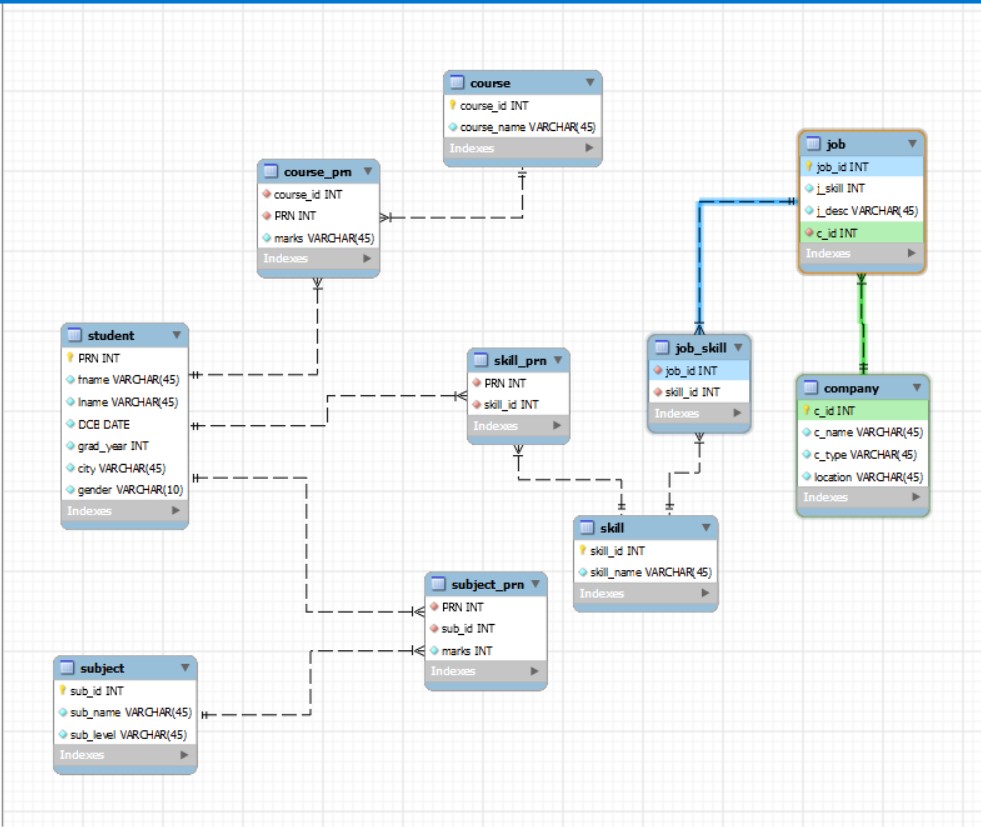 course
course_id INT
course_name VARCHAR(45)
Indexes
course_prn
course_id INT
PRN INT
marks VARCHAR(45)
Indexes
job
job_id INT
j_skill INT
j_desc VARCHAR(45)
c_id INT
Indexes
student
PRN INT
fname VARCHAR(45)
lname VARCHAR(45)
DOB DATE
grad_year INT
city VARCHAR(45)
gender VARCHAR(10)
Indexes
skill_prn
PRN INT
skill_id INT
Indexes
job_skill
job_id INT
skill_id INT
Indexes
company
c_id INT
c_name VARCHAR(45)
c_type VARCHAR(45)
location VARCHAR(45)
Indexes
skill
skill_id INT
skill_name VARCHAR(45)
Indexes
subject_prn
PRN INT
sub_id INT
marks INT
Indexes
subject
sub_id INT
sub_name VARCHAR(45)
sub_level VARCHAR(45)
Indexes